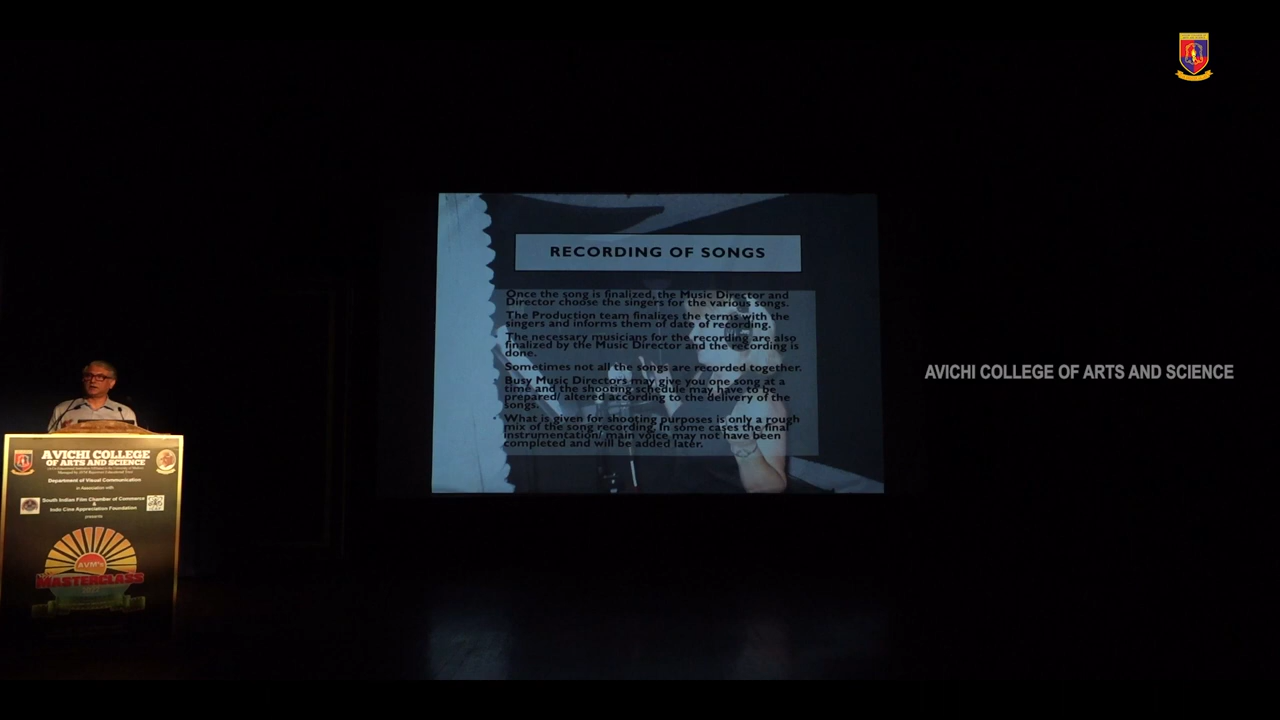 RECORDING OF SONGS
Once the song is finalized, the Music Director and
Director choose the singers for the various songs.
The Production team finalizes the terms with the
singers and informs them of date of recording.
The necessary musicians for the recording are also
finalized by the Music Director and the recording is
done.
Sometimes not all the songs are recorded together.
Busy Music Directors may give you one song at a
time and the shooting schedule may have to be
prepared/ altered according to the delivery of the
songs.
What is given for shooting purposes is only a rough
mix of the song recording. In some cases the final
instrumentation/ main voice may not have been
completed and will be added later.
AVICHI COLLEGE OF ARTS AND SCIENCE
AVICHI COLLEGE
OF ARTS AND SCIENCE
Department of Visual Communication
in Association with
South Indian Film Chamber of Commerce
&
Indo Cine Appreciation Foundation
presents
AVM's
MASTERCLASS